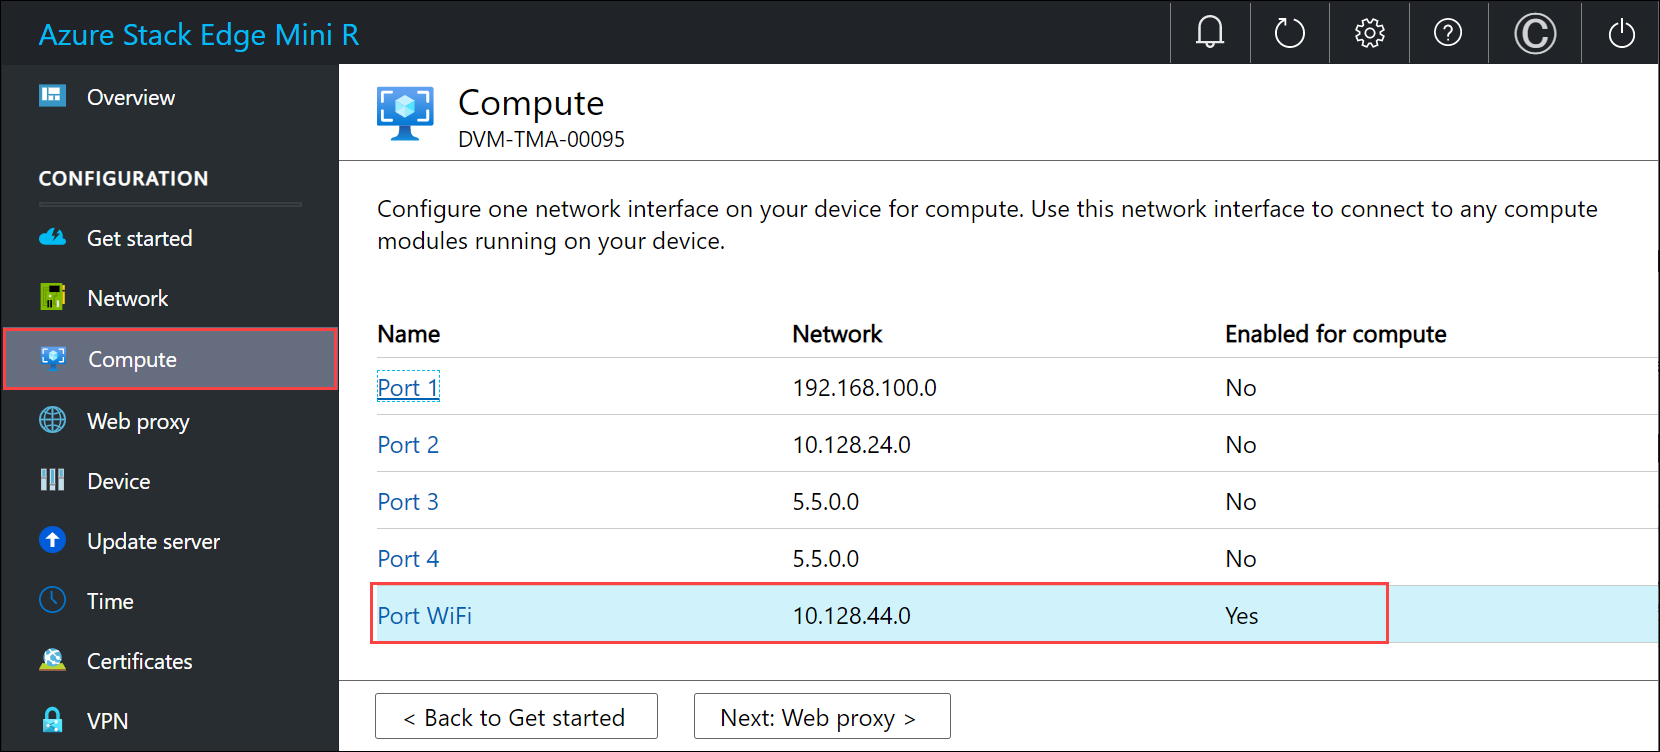 Azure Stack Edge Mini R
Overview
CONFIGURATION
Get started
Network
Compute
Web proxy
Device
Update server
Time
Certificates
VPN
Compute
DVM-TMA-00095
Configure one network interface on your device for compute. Use this network interface to connect to any compute
modules running on your device.
Name Network Enabled for compute
Port 1 192.168.100.0 No
Port 2 10.128.24.0 No
Port 3 5.5.0.0 No
Port 4 5.5.0.0 No
Port WiFi 10.128.44.0 Yes
< Back to Get started Next: Web proxy >